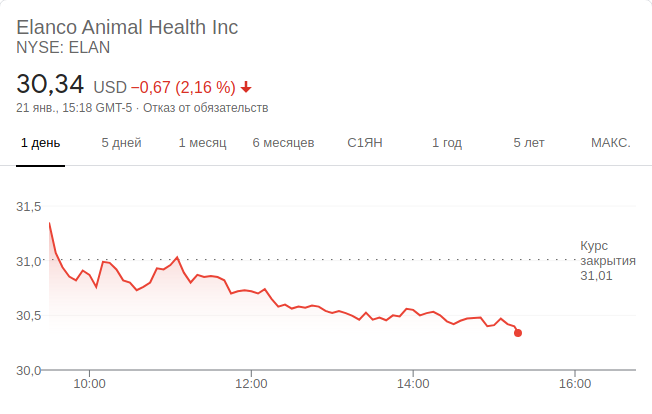 Elanco Animal Health Inc
NYSE: ELAN
30,34 USD −0,67 (2,16 %)
21 янв., 15:18 GMT-5 · Отказ от обязательств
1 день 5 дней 1 месяц 6 месяцев С1ЯН 1 год 5 лет МАКС.
31,5
31,0
30,5
30,0
Курс
закрытия
31,01
10:00 12:00 14:00 16:00